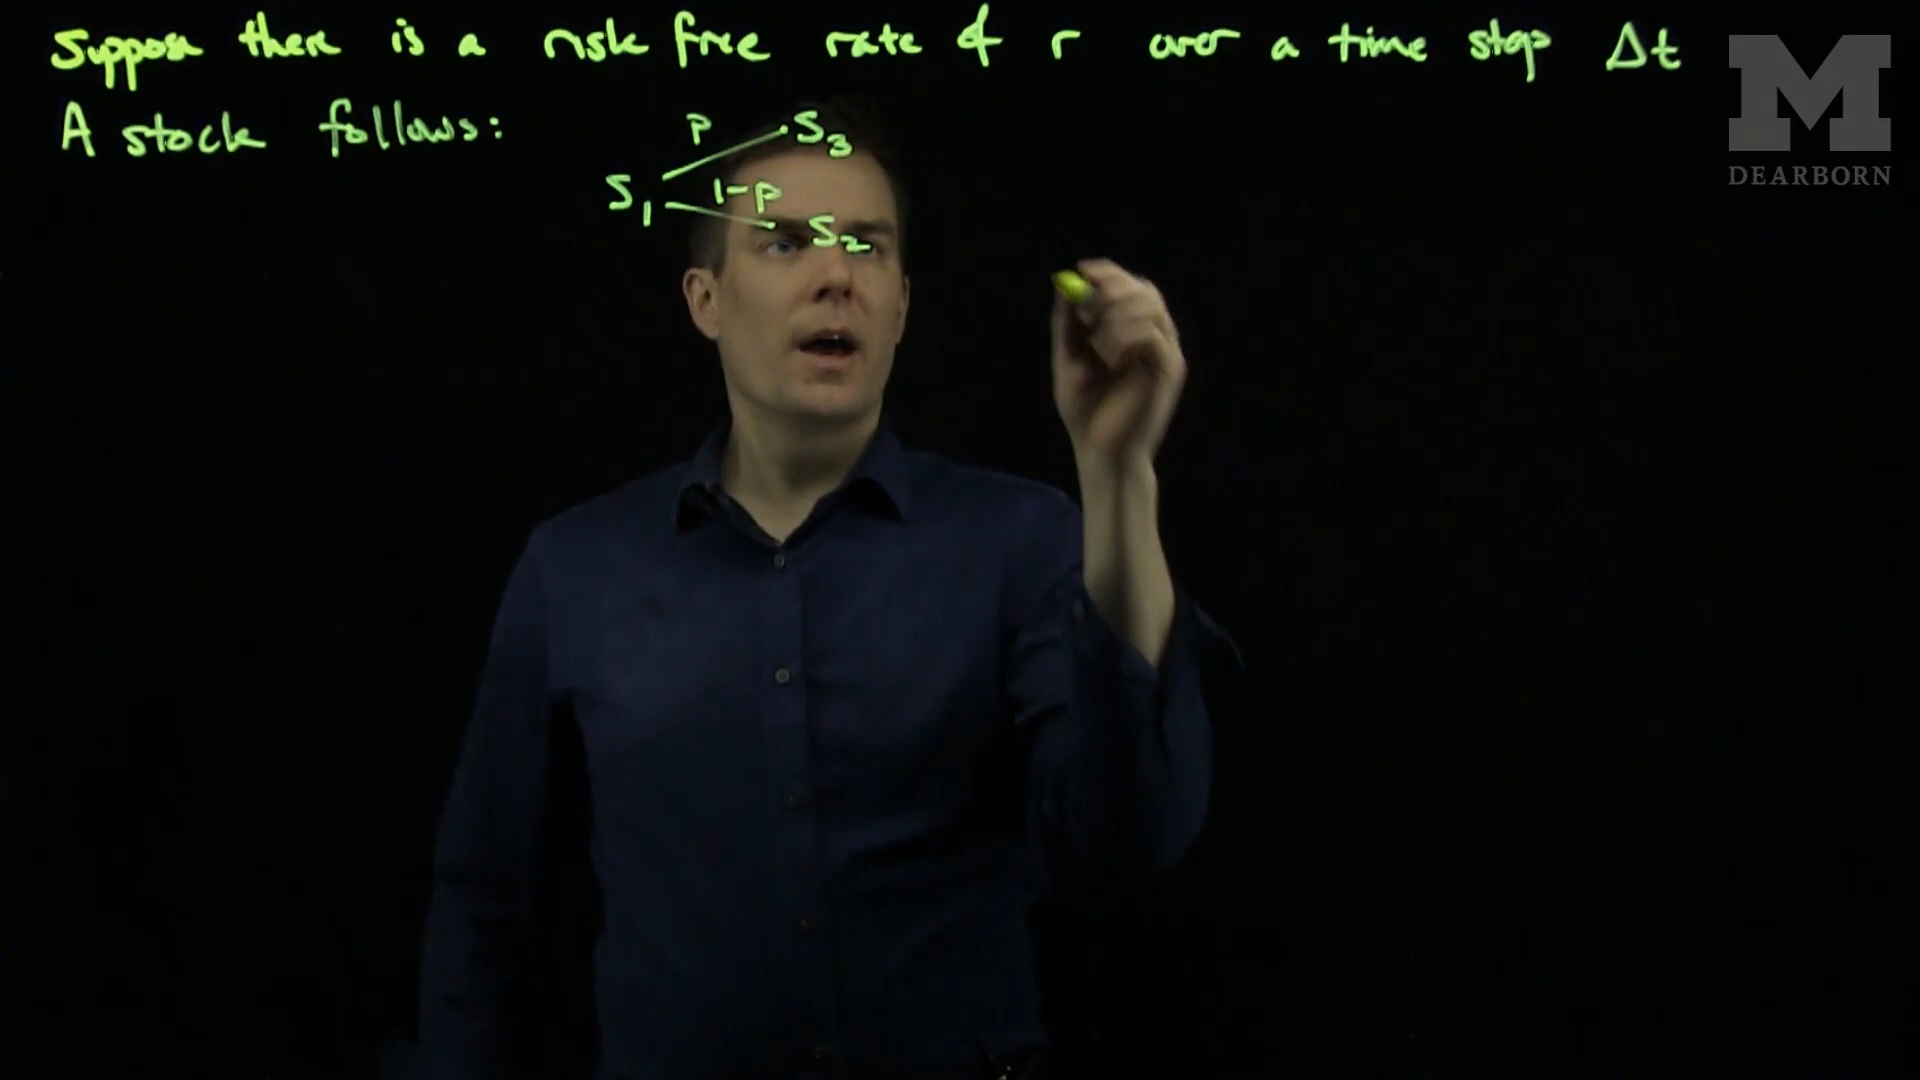 Suppose there is a risk free rate of r over a time step Δt
A stock follows:
p
S₃
1-p
S₁
S₂
M
DEARBORN